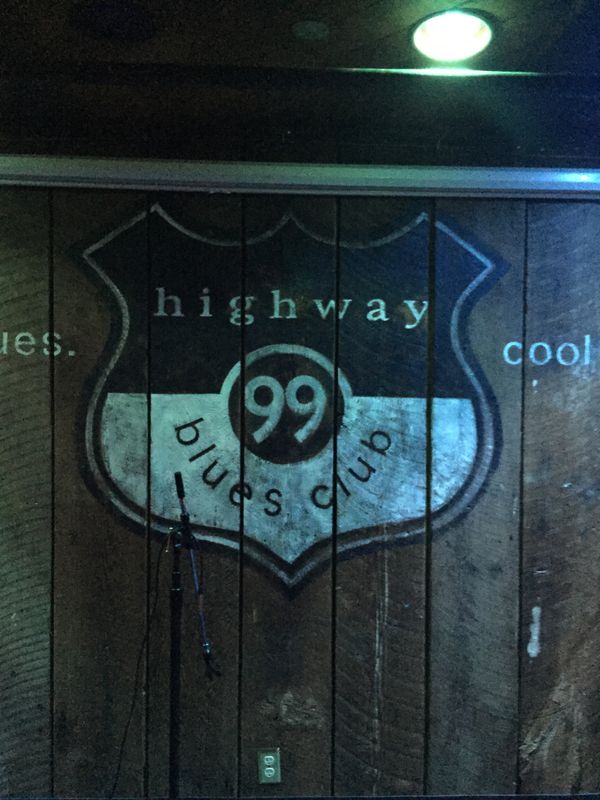 highway
ues.
cool
99
blues club